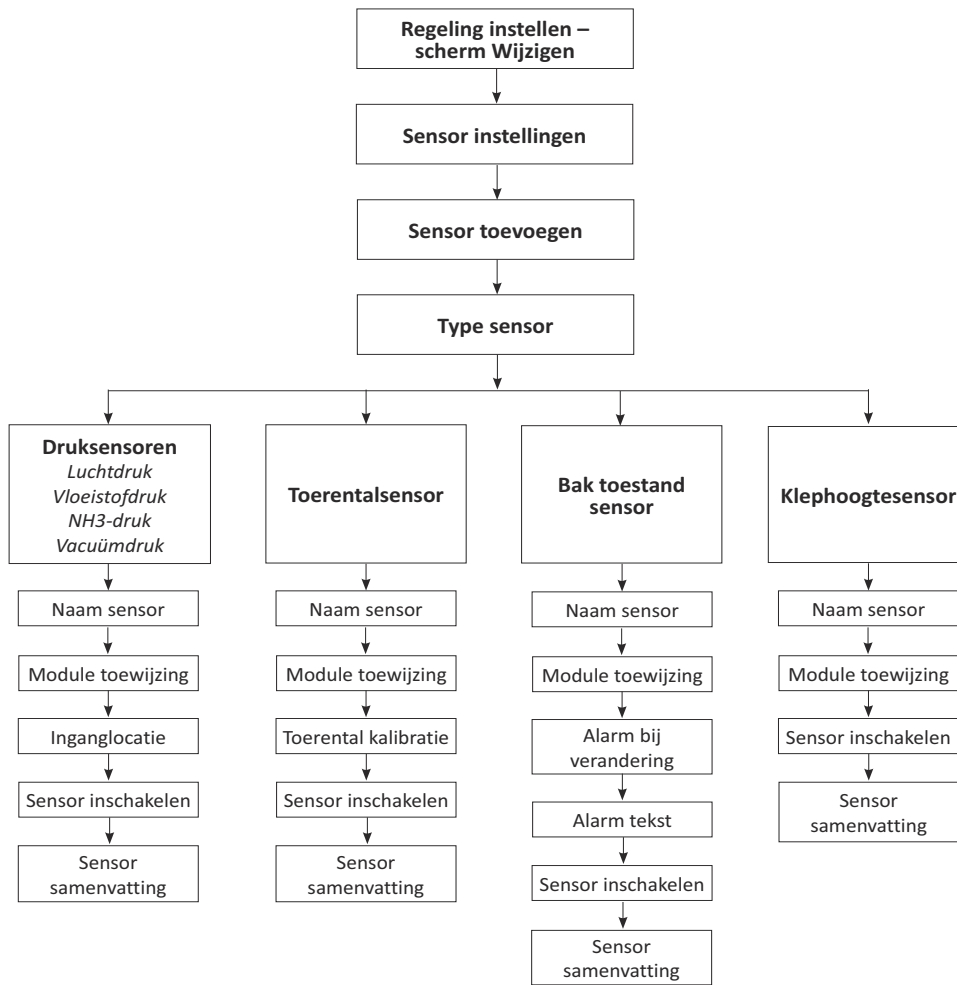 Regeling instellen –
scherm Wijzigen
Sensor instellingen
Sensor toevoegen
Type sensor
Druksensoren
Luchtdruk
Vloeistofdruk
NH3-druk
Vacuümdruk
Naam sensor
Module toewijzing
Inganglocatie
Sensor inschakelen
Sensor
samenvatting
Toerentalsensor
Naam sensor
Module toewijzing
Toerental kalibratie
Sensor inschakelen
Sensor
samenvatting
Bak toestand
sensor
Naam sensor
Module toewijzing
Alarm bij
verandering
Alarm tekst
Sensor inschakelen
Sensor
samenvatting
Klephoogtesensor
Naam sensor
Module toewijzing
Sensor inschakelen
Sensor
samenvatting